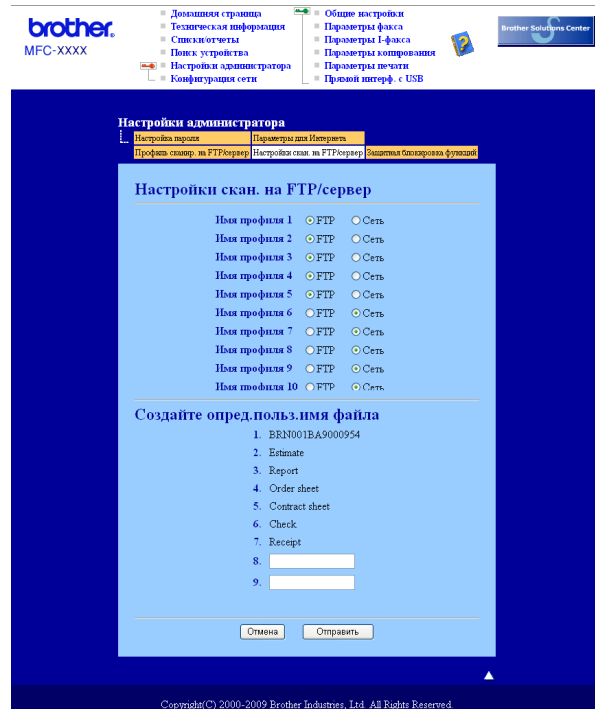 brother.
MFC-XXXX
Домашняя страница
Техническая информация
Списки/отчеты
Поиск устройства
Настройки администратора
Конфигурация сети
Общие настройки
Параметры факса
Параметры I-факса
Параметры копирования
Параметры печати
Прямой интерф. с USB
Brother Solutions Center
Настройки администратора
Настройка пароля
Параметры для Интернета
Профиль сканир. на FTP/сервер
Настройки скан. на FTP/сервер
Защитная блокировка функций
Настройки скан. на FTP/сервер
Имя профиля 1 FTP Сеть
Имя профиля 2 FTP Сеть
Имя профиля 3 FTP Сеть
Имя профиля 4 FTP Сеть
Имя профиля 5 FTP Сеть
Имя профиля 6 FTP Сеть
Имя профиля 7 FTP Сеть
Имя профиля 8 FTP Сеть
Имя профиля 9 FTP Сеть
Имя профиля 10 FTP Сеть
Создайте опред.польз.имя файла
1. BRN001BA9000954
2. Estimate
3. Report
4. Order sheet
5. Contract sheet
6. Check
7. Receipt
8.
9.
Отмена
Отправить
Copyright(C) 2000-2009 Brother Industries, Ltd. All Rights Reserved.